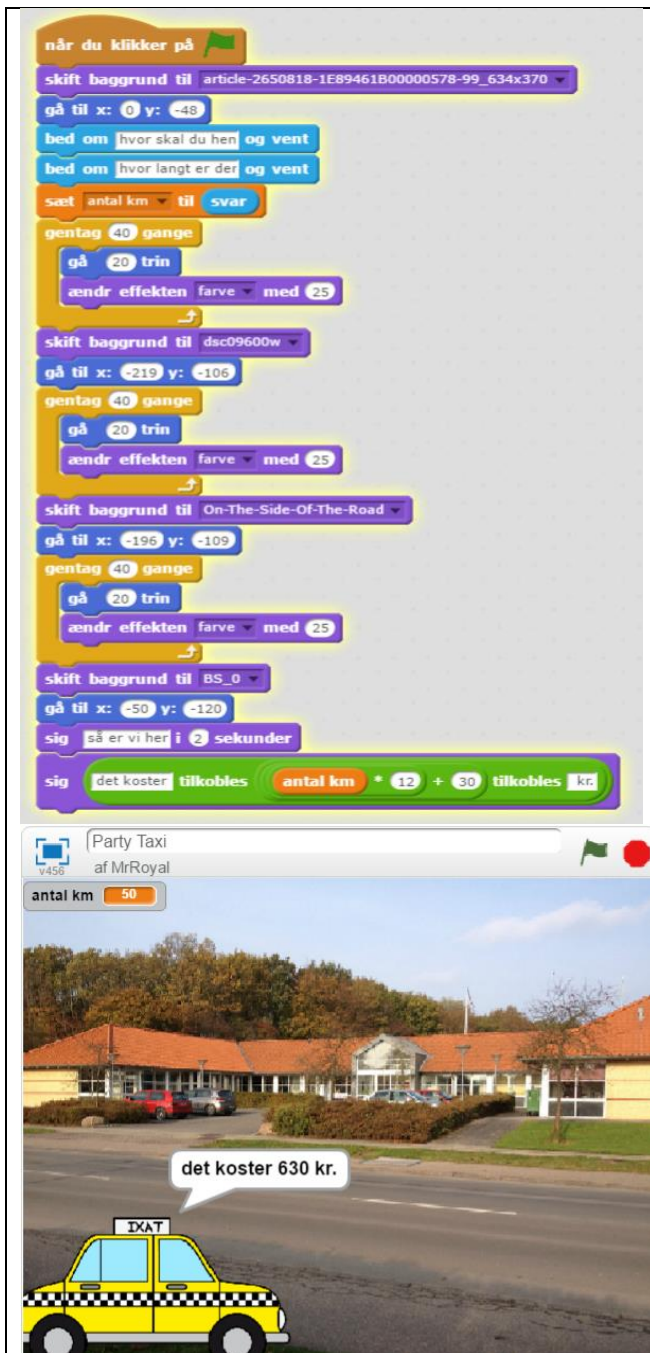 når du klikker på
skift baggrund til article-2650818-1E89461B00000578-99_634x370
gå til x: 0 y: -48
bed om hvor skal du hen og vent
bed om hvor langt er der og vent
sæt antal km til svar
gentag 40 gange
gå 20 trin
ændr effekten farve med 25
skift baggrund til dsc09600w
gå til x: -219 y: -106
gentag 40 gange
gå 20 trin
ændr effekten farve med 25
skift baggrund til On-The-Side-Of-The-Road
gå til x: -196 y: -109
gentag 40 gange
gå 20 trin
ændr effekten farve med 25
skift baggrund til BS_0
gå til x: -50 y: -120
sig så er vi her i 2 sekunder
sig det koster tilkobles antal km * 12 + 30 tilkobles kr.
Party Taxi
v456 af MrRoyal
antal km 50
det koster 630 kr.
IXAT